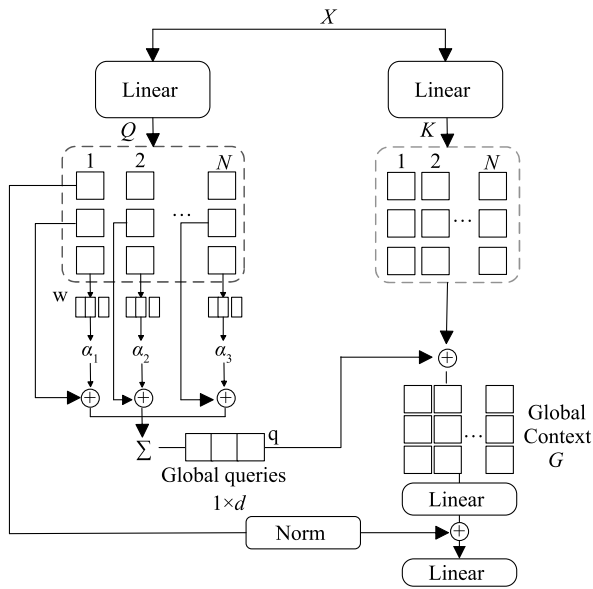 X
Linear
Linear
Q
K
1 2 N
1 2 N
...
...
w
α1 α2 α3
Σ
q
Global queries
1×d
...
Global
Context
G
Linear
Norm
Linear